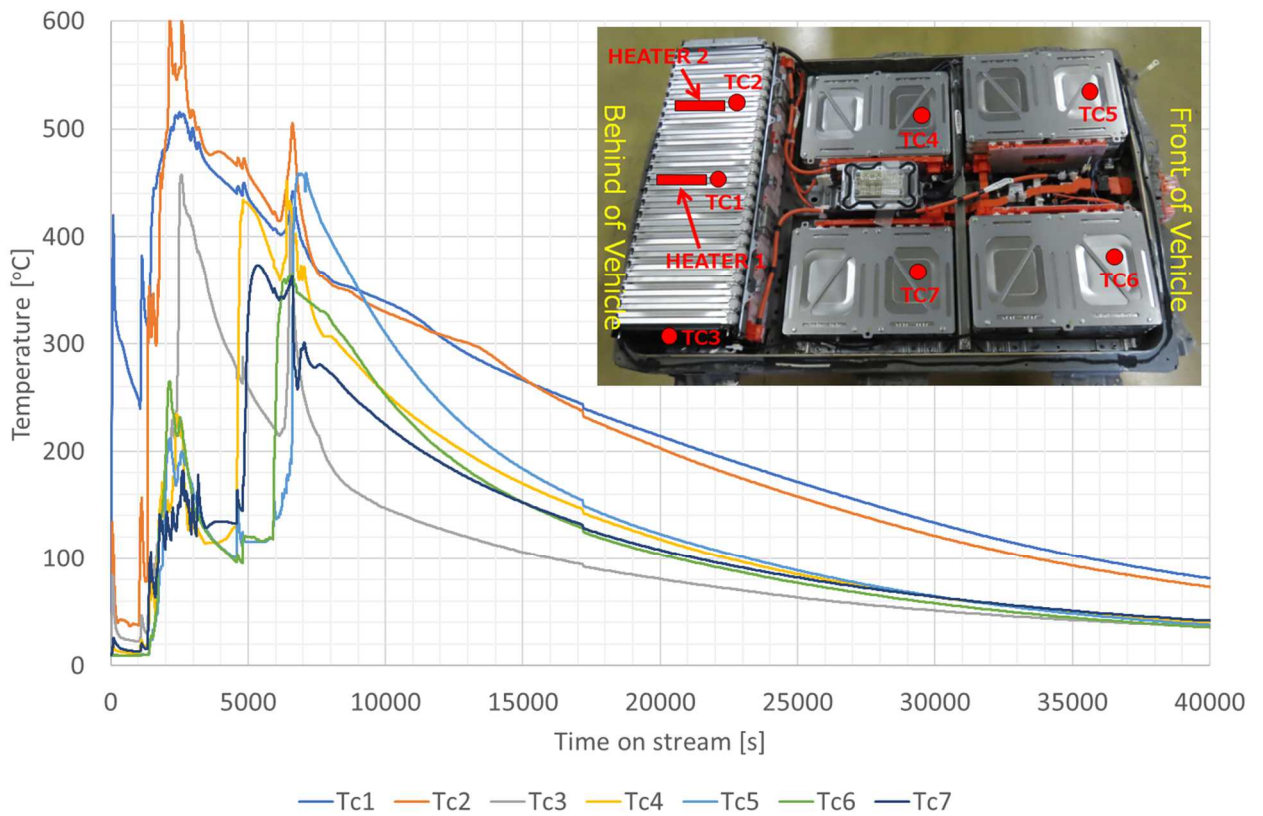 600
500
400
300
200
100
0
Temperature [°C]
HEATER 2
TC2
TC5
TC4
Behind of Vehicle
Front of Vehicle
TC1
HEATER 1
TC6
TC7
TC3
0 5000 10000 15000 20000 25000 30000 35000 40000
Time on stream [s]
Tc1 Tc2 Tc3 Tc4 Tc5 Tc6 Tc7